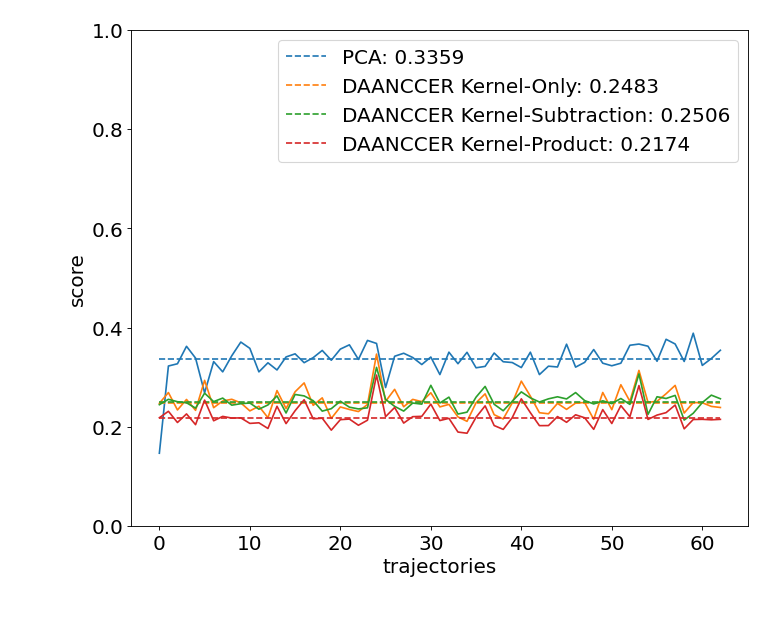 1.0
0.8
0.6
0.4
0.2
0.0
score
PCA: 0.3359
DAANCCER Kernel-Only: 0.2483
DAANCCER Kernel-Subtraction: 0.2506
DAANCCER Kernel-Product: 0.2174
0 10 20 30 40 50 60
trajectories